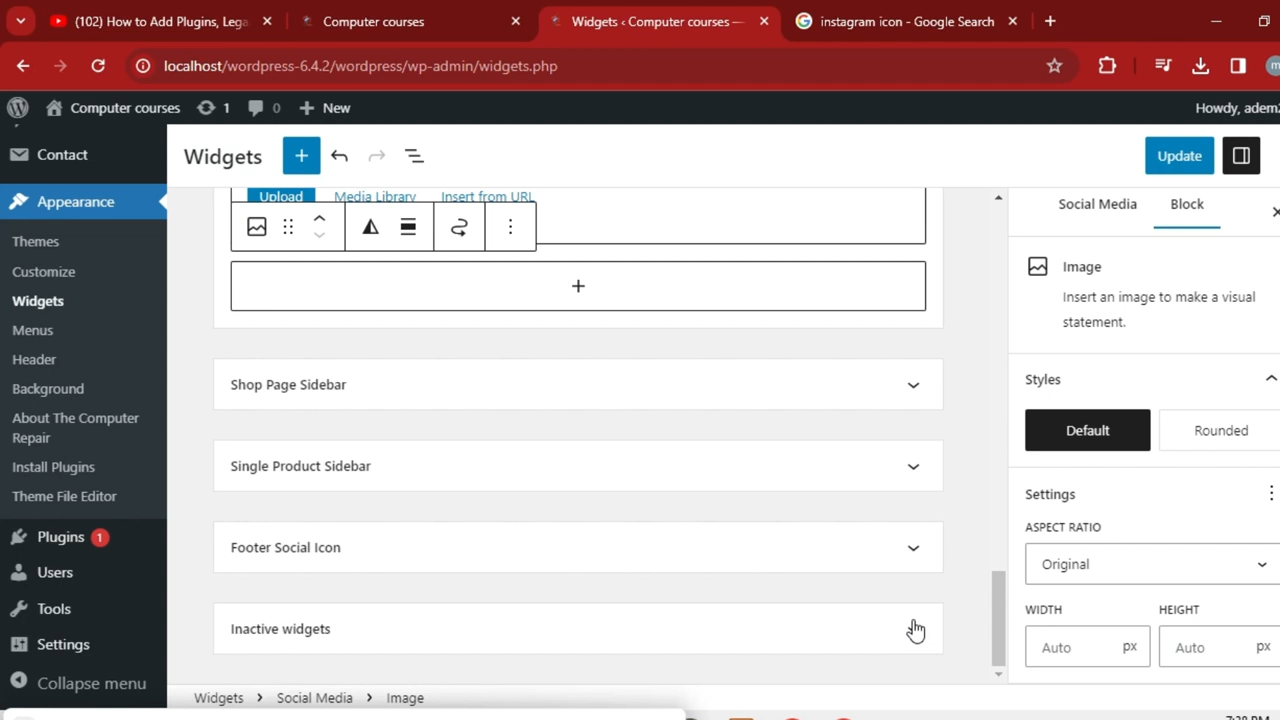 (102) How to Add Plugins, Lega
Computer courses
Widgets ‹ Computer courses —
instagram icon - Google Search
localhost/wordpress-6.4.2/wordpress/wp-admin/widgets.php
Computer courses
1
0
New
Howdy, adem2
Contact
Appearance
Themes
Customize
Widgets
Menus
Header
Background
About The Computer
Repair
Install Plugins
Theme File Editor
Plugins 1
Users
Tools
Settings
Collapse menu
Widgets
Update
Upload
Media Library
Insert from URL
Shop Page Sidebar
Single Product Sidebar
Footer Social Icon
Inactive widgets
Widgets > Social Media > Image
Social Media
Block
Image
Insert an image to make a visual
statement.
Styles
Default
Rounded
Settings
ASPECT RATIO
Original
WIDTH
HEIGHT
Auto px
Auto px